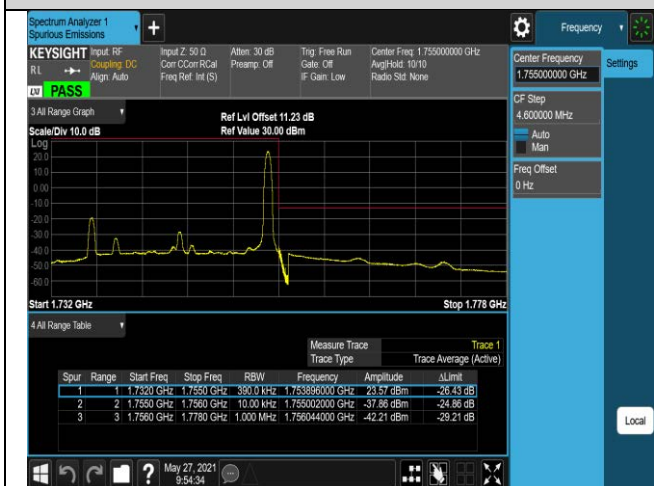 Spectrum Analyzer 1
Spurious Emissions
Frequency
KEYSIGHT Input: RF Input Z: 50 Ω Atten: 30 dB Trig: Free Run Center Freq: 1.755000000 GHz
RL Coupling: DC Corr CCorr RCal Preamp: Off Gate: Off Avg|Hold: 10/10
Align: Auto Freq Ref: Int (S) IF Gain: Low Radio Std: None
LXI PASS
Center Frequency
1.755000000 GHz
Settings
CF Step
4.600000 MHz
Auto
Man
Freq Offset
0 Hz
3 All Range Graph
Ref Lvl Offset 11.23 dB
Scale/Div 10.0 dB Ref Value 30.00 dBm
Log
20.0
10.0
0.00
-10.0
-20.0
-30.0
-40.0
-50.0
-60.0
Start 1.732 GHz Stop 1.778 GHz
4 All Range Table
Measure Trace Trace 1
Trace Type Trace Average (Active)
Spur Range Start Freq Stop Freq RBW Frequency Amplitude ΔLimit
1 1 1.7320 GHz 1.7550 GHz 390.0 kHz 1.753896000 GHz 23.57 dBm -26.43 dB
2 2 1.7550 GHz 1.7560 GHz 10.00 kHz 1.755002000 GHz -37.86 dBm -24.86 dB
3 3 1.7560 GHz 1.7780 GHz 1.000 MHz 1.756044000 GHz -42.21 dBm -29.21 dB
Local
? May 27, 2021
9:54:34